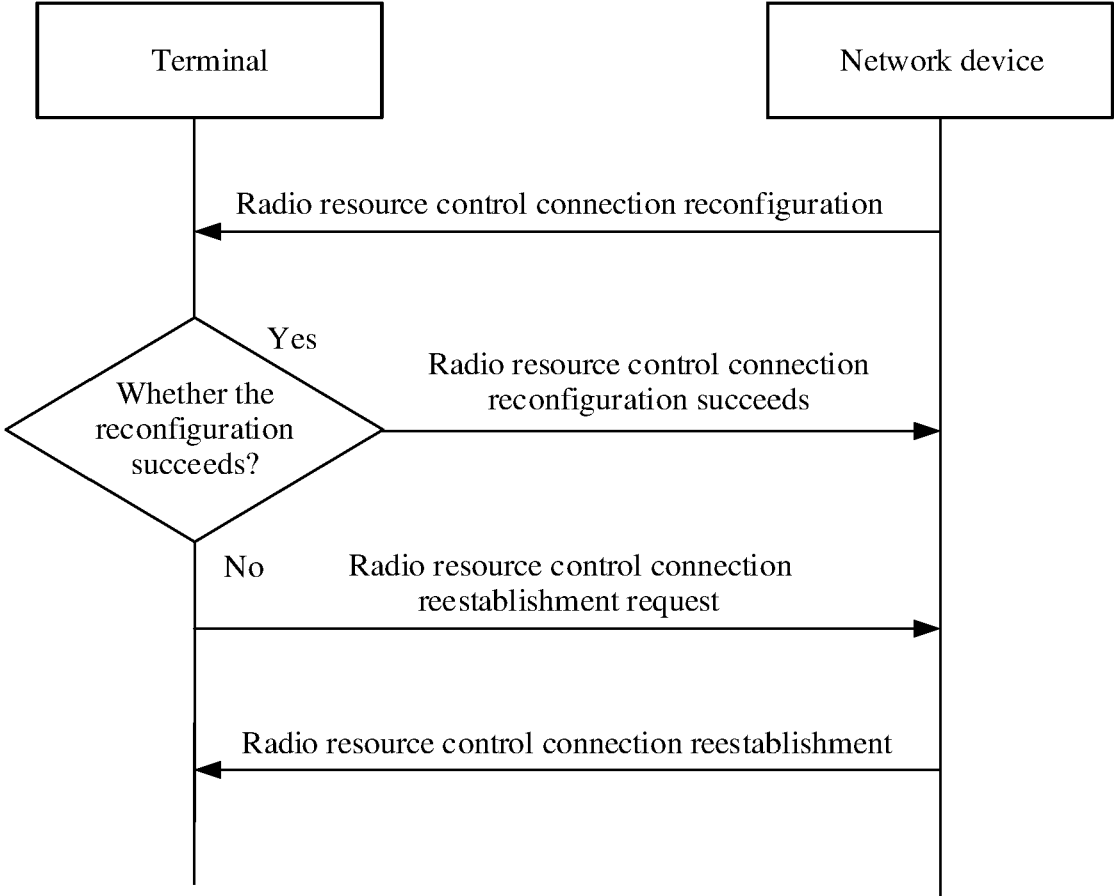 Terminal
Network device
Radio resource control connection reconfiguration
Yes
Radio resource control connection
reconfiguration succeeds
Whether the
reconfiguration
succeeds?
No
Radio resource control connection
reestablishment request
Radio resource control connection reestablishment